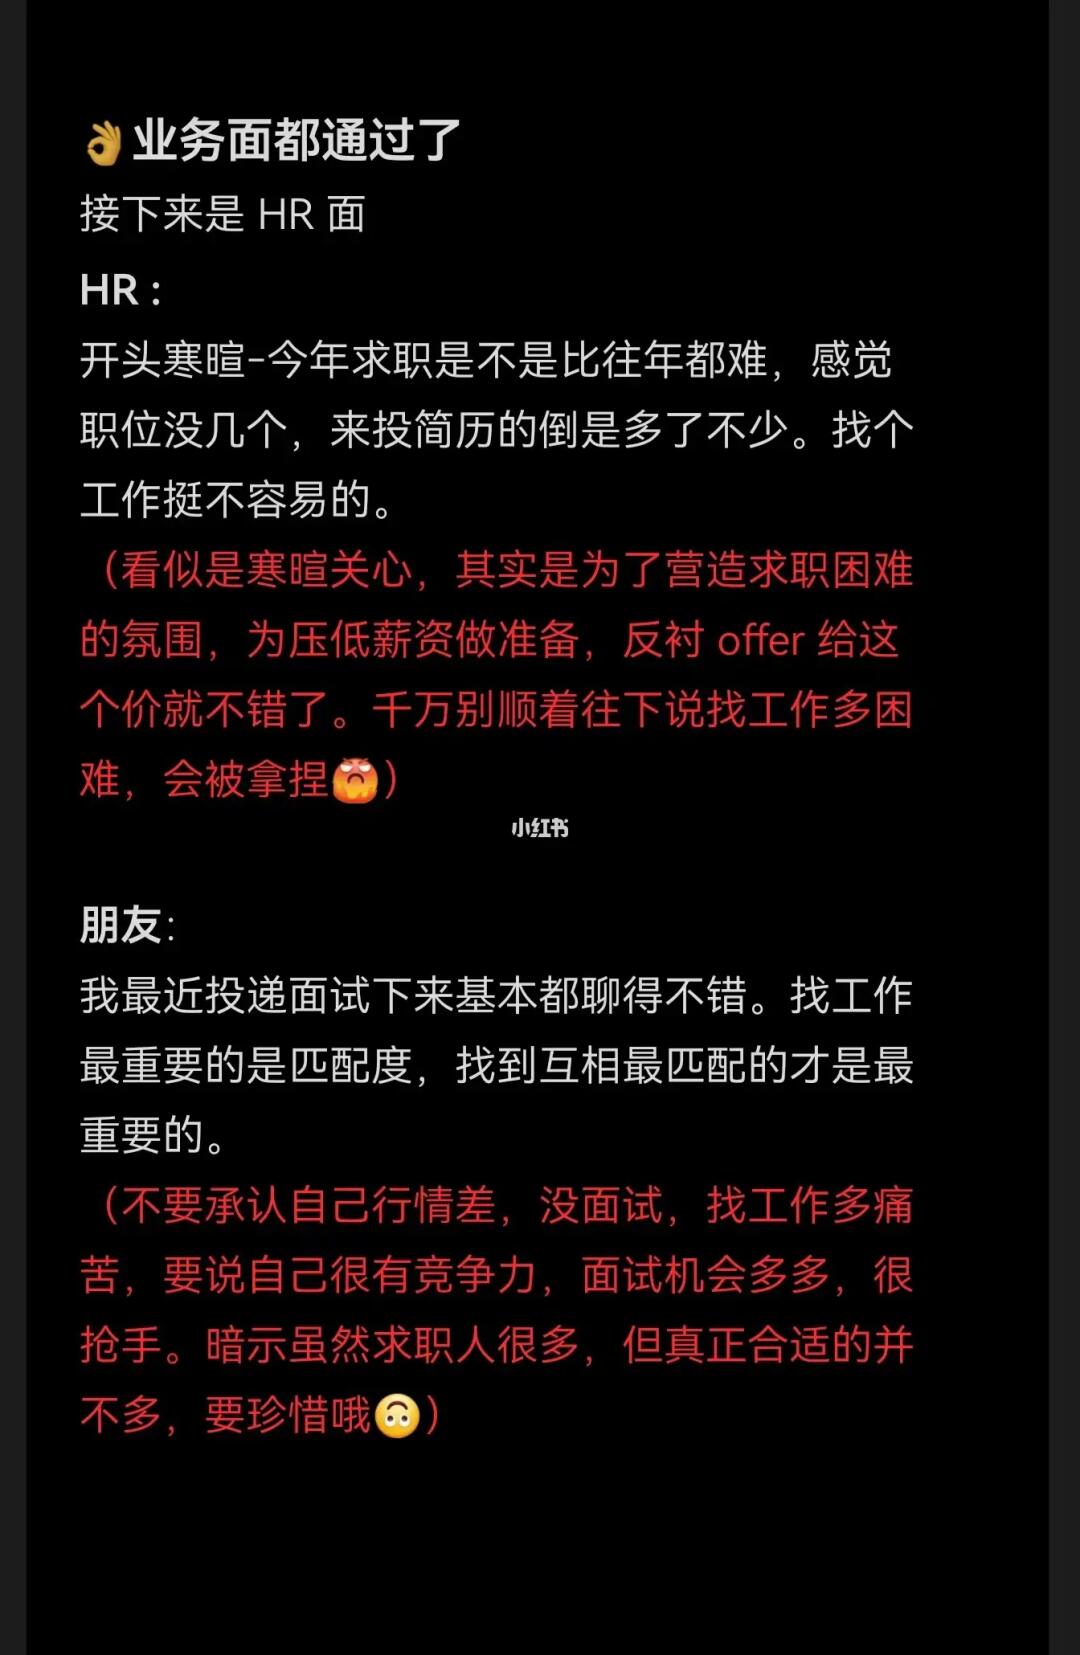 👌业务面都通过了
接下来是 HR 面
HR：
开头寒暄-今年求职是不是比往年都难，感觉
职位没几个，来投简历的倒是多了不少。找个
工作挺不容易的。
（看似是寒暄关心，其实是为了营造求职困难
的氛围，为压低薪资做准备，反衬 offer 给这
个价就不错了。千万别顺着往下说找工作多困
难，会被拿捏）
小红书
朋友：
我最近投递面试下来基本都聊得不错。找工作
最重要的是匹配度，找到互相最匹配的才是最
重要的。
（不要承认自己行情差，没面试，找工作多痛
苦，要说自己很有竞争力，面试机会多多，很
抢手。暗示虽然求职人很多，但真正合适的并
不多，要珍惜哦🙃）